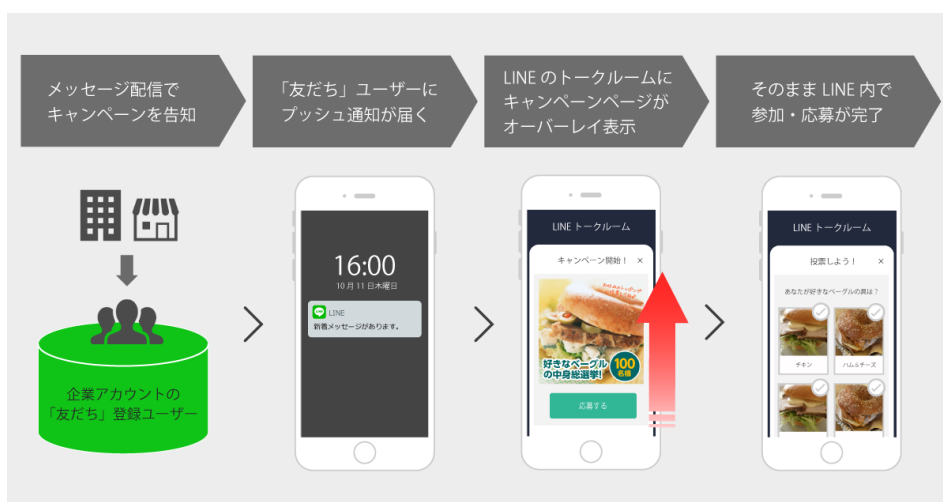 メッセージ配信で
キャンペーンを告知
「友だち」ユーザーに
プッシュ通知が届く
LINE のトークルームに
キャンペーンページが
オーバーレイ表示
そのまま LINE 内で
参加・応募が完了
企業アカウントの
「友だち」登録ユーザー
16:00
10月11日木曜日
LINE
新着メッセージがあります。
LINE トークルーム
キャンペーン開始！ ×
好きなベーグル
の中身総選挙!
100
名様
応募する
LINE トークルーム
投票しよう！ ×
あなたが好きなベーグルの具は？
チキン
ハム&チーズ